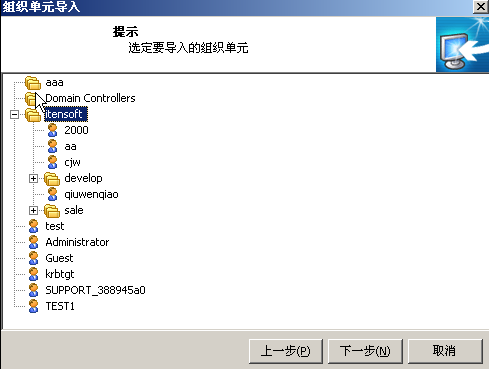 组织单元导入
提示
选定要导入的组织单元
aaa
Domain Controllers
itensoft
2000
aa
cjw
develop
qiuwenqiao
sale
test
Administrator
Guest
krbtgt
SUPPORT_388945a0
TEST1
上一步(P) 下一步(N) 取消